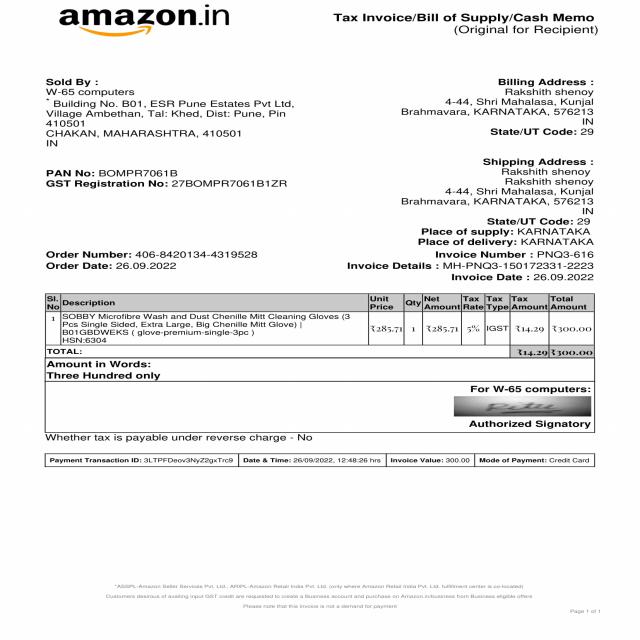 amazon.in
Tax Invoice/Bill of Supply/Cash Memo
(Original for Recipient)
Sold By :
W-65 computers
* Building No. B01, ESR Pune Estates Pvt Ltd,
Village Ambethan, Tal: Khed, Dist: Pune, Pin
410501
CHAKAN, MAHARASHTRA, 410501
IN
PAN No: BOMPR7061B
GST Registration No: 27BOMPR7061B1ZR
Billing Address :
Rakshith shenoy
4-44, Shri Mahalasa, Kunjal
Brahmavara, KARNATAKA, 576213
IN
State/UT Code: 29
Shipping Address :
Rakshith shenoy
Rakshith shenoy
4-44, Shri Mahalasa, Kunjal
Brahmavara, KARNATAKA, 576213
IN
State/UT Code: 29
Place of supply: KARNATAKA
Place of delivery: KARNATAKA
Order Number: 406-8420134-4319528
Order Date: 26.09.2022
Invoice Number : PNQ3-616
Invoice Details : MH-PNQ3-150172331-2223
Invoice Date : 26.09.2022
Sl. No Description Unit Price Qty Net Amount Tax Rate Tax Type Tax Amount Total Amount
1 SOBBY Microfibre Wash and Dust Chenille Mitt Cleaning Gloves (3
Pcs Single Sided, Extra Large, Big Chenille Mitt Glove) |
B01GBDWEKS ( glove-premium-single-3pc )
HSN:6304
₹285.71 1 ₹285.71 5% IGST ₹14.29 ₹300.00
TOTAL: ₹14.29 ₹300.00
Amount in Words:
Three Hundred only
For W-65 computers:
Authorized Signatory
Whether tax is payable under reverse charge - No
Payment Transaction ID: 3LTPFDeov3NyZ2gxTrc9 Date & Time: 26/09/2022, 12:48:26 hrs Invoice Value: 300.00 Mode of Payment: Credit Card
*ASSPL-Amazon Seller Services Pvt. Ltd., ARIPL-Amazon Retail India Pvt. Ltd. (only where Amazon Retail India Pvt. Ltd. fulfillment center is co-located)
Customers desirous of availing input GST credit are requested to create a Business account and purchase on Amazon.in/business from Business eligible offers
Please note that this invoice is not a demand for payment
Page 1 of 1